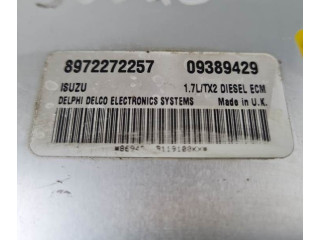 8972272257 09389429
ISUZU 1.7L/TX2 DIESEL ECM
DELPHI DELCO ELECTRONICS SYSTEMS Made in U.K.